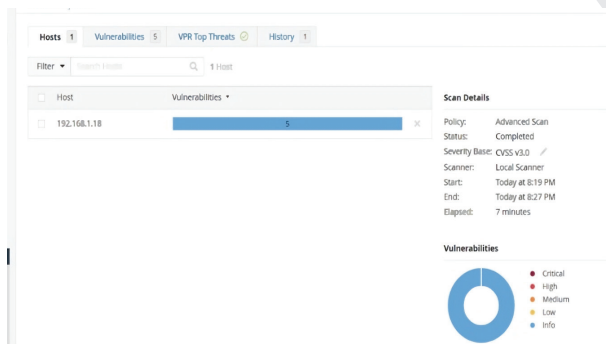 Hosts 1 Vulnerabilities 5 VPR Top Threats History 1
Filter Search Hosts 1 Host
Host Vulnerabilities
192.168.1.18 5
Scan Details
Policy: Advanced Scan
Status: Completed
Severity Base: CVSS v3.0
Scanner: Local Scanner
Start: Today at 8:19 PM
End: Today at 8:27 PM
Elapsed: 7 minutes
Vulnerabilities
Critical
High
Medium
Low
Info